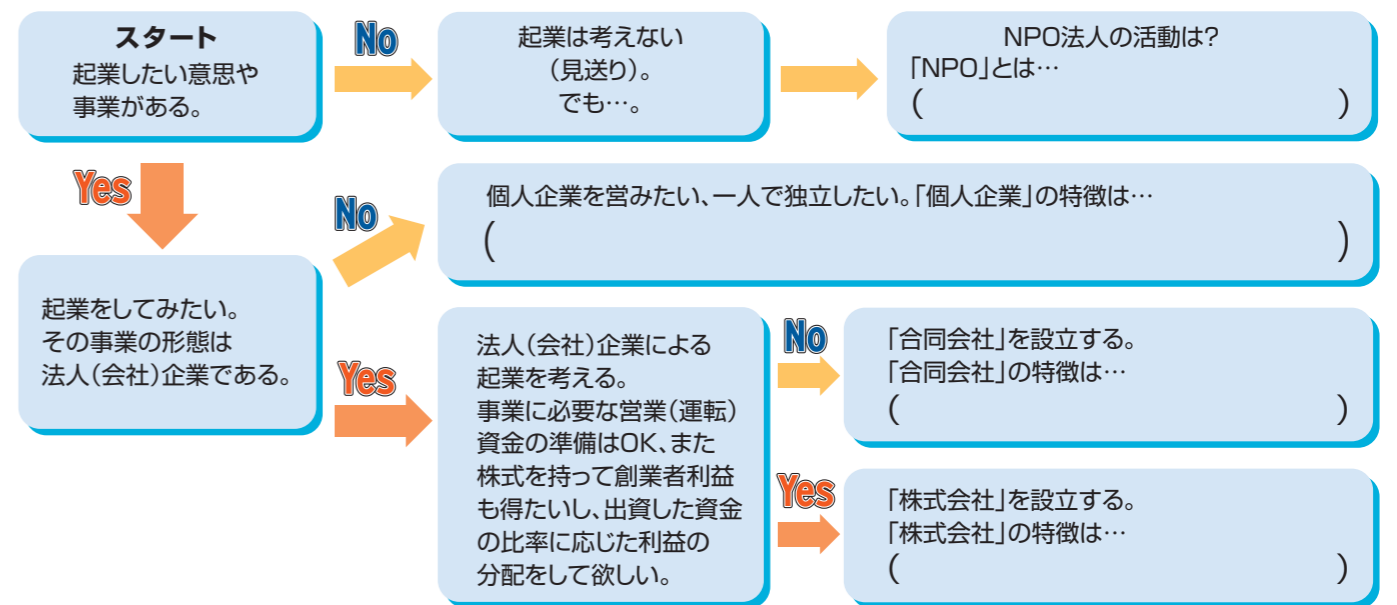 スタート
起業したい意思や
事業がある。
No
起業は考えない
(見送り)。
でも…。
NPO法人の活動は?
「NPO」とは…
(　　　)
Yes
No
個人企業を営みたい、一人で独立したい。「個人企業」の特徴は…
(　　　)
起業をしてみたい。
その事業の形態は
法人(会社)企業である。
Yes
法人(会社)企業による
起業を考える。
事業に必要な営業(運転)
資金の準備はOK、また
株式を持って創業者利益
も得たいし、出資した資金
の比率に応じた利益の
分配をして欲しい。
No
「合同会社」を設立する。
「合同会社」の特徴は…
(　　　)
Yes
「株式会社」を設立する。
「株式会社」の特徴は…
(　　　)